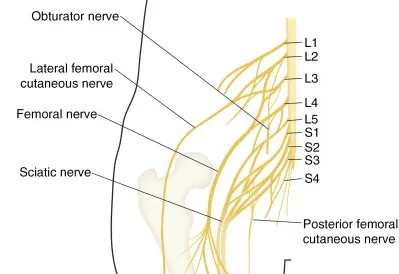 Obturator nerve
Lateral femoral
cutaneous nerve
Femoral nerve
Sciatic nerve
L1
L2
L3
L4
L5
S1
S2
S3
S4
Posterior femoral
cutaneous nerve